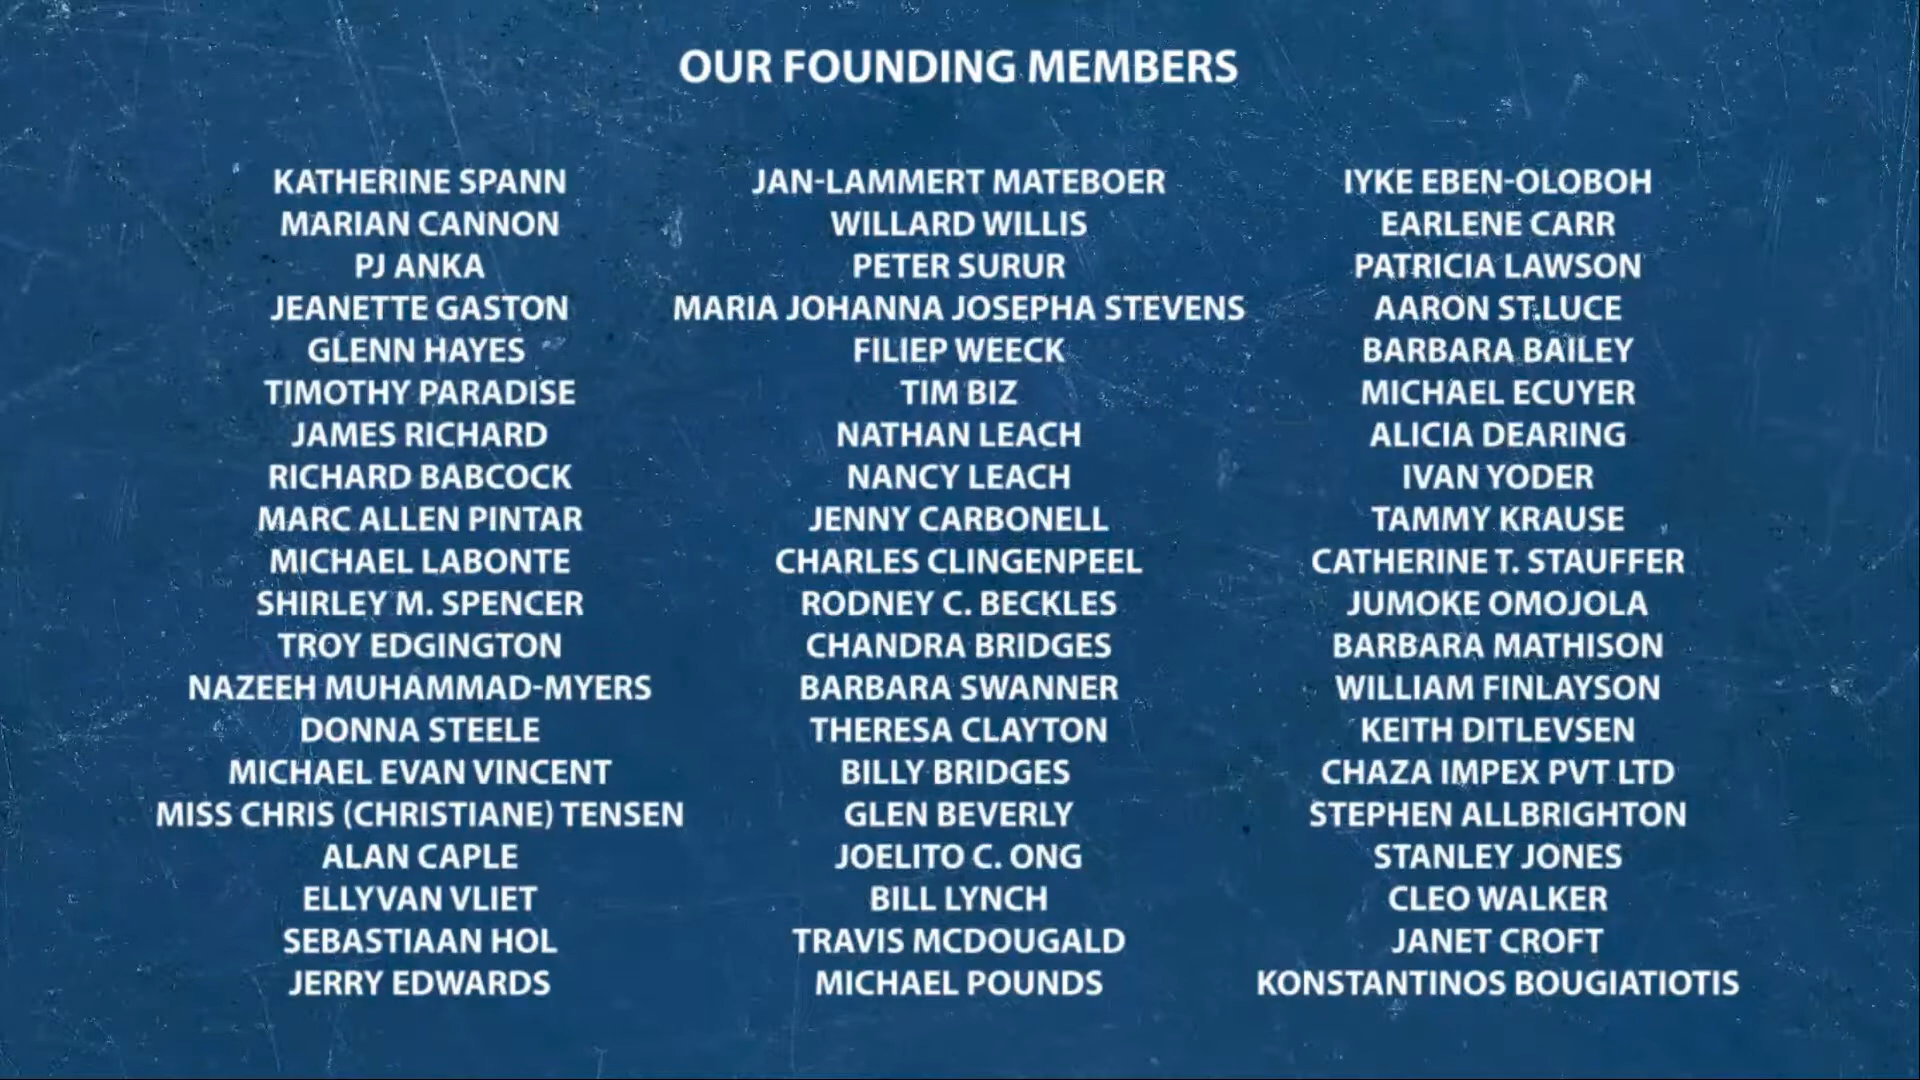 OUR FOUNDING MEMBERS
KATHERINE SPANN
MARIAN CANNON
PJ ANKA
JEANETTE GASTON
GLENN HAYES
TIMOTHY PARADISE
JAMES RICHARD
RICHARD BABCOCK
MARC ALLEN PINTAR
MICHAEL LABONTE
SHIRLEY M. SPENCER
TROY EDGINGTON
NAZEEH MUHAMMAD-MYERS
DONNA STEELE
MICHAEL EVAN VINCENT
MISS CHRIS (CHRISTIANE) TENSEN
ALAN CAPLE
ELLYVAN VLIET
SEBASTIAAN HOL
JERRY EDWARDS
JAN-LAMMERT MATEBOER
WILLARD WILLIS
PETER SURUR
MARIA JOHANNA JOSEPHA STEVENS
FILIEP WEECK
TIM BIZ
NATHAN LEACH
NANCY LEACH
JENNY CARBONELL
CHARLES CLINGENPEEL
RODNEY C. BECKLES
CHANDRA BRIDGES
BARBARA SWANNER
THERESA CLAYTON
BILLY BRIDGES
GLEN BEVERLY
JOELITO C. ONG
BILL LYNCH
TRAVIS MCDOUGALD
MICHAEL POUNDS
IYKE EBEN-OLOBOH
EARLENE CARR
PATRICIA LAWSON
AARON ST.LUCE
BARBARA BAILEY
MICHAEL ECUYER
ALICIA DEARING
IVAN YODER
TAMMY KRAUSE
CATHERINE T. STAUFFER
JUMOKE OMOJOLA
BARBARA MATHISON
WILLIAM FINLAYSON
KEITH DITLEVSEN
CHAZA IMPEX PVT LTD
STEPHEN ALLBRIGHTON
STANLEY JONES
CLEO WALKER
JANET CROFT
KONSTANTINOS BOUGIATIOTIS